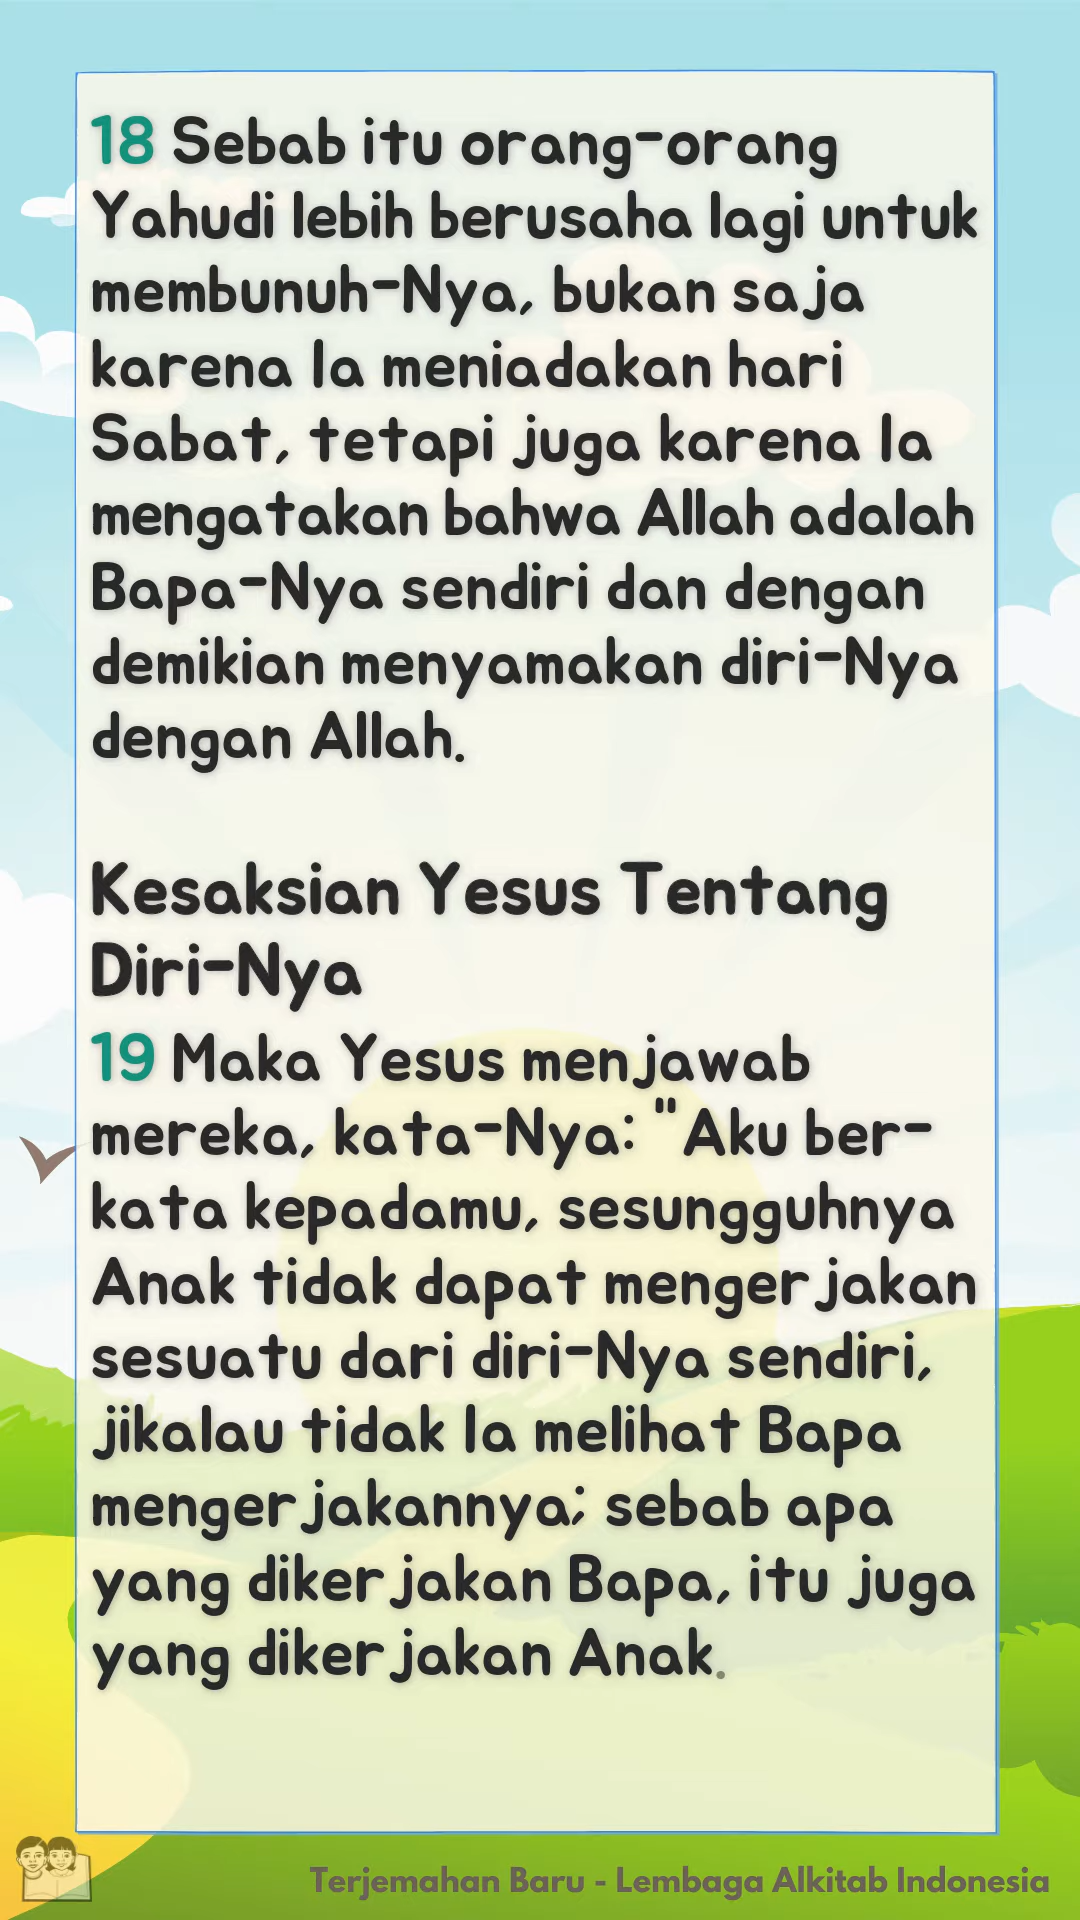 18 Sebab itu orang-orang
Yahudi lebih berusaha lagi untuk
membunuh-Nya, bukan saja
karena Ia meniadakan hari
Sabat, tetapi juga karena Ia
mengatakan bahwa Allah adalah
Bapa-Nya sendiri dan dengan
demikian menyamakan diri-Nya
dengan Allah.
Kesaksian Yesus Tentang
Diri-Nya
19 Maka Yesus menjawab
mereka, kata-Nya: "Aku ber-
kata kepadamu, sesungguhnya
Anak tidak dapat mengerjakan
sesuatu dari diri-Nya sendiri,
jikalau tidak Ia melihat Bapa
mengerjakannya; sebab apa
yang dikerjakan Bapa, itu juga
yang dikerjakan Anak.
Terjemahan Baru - Lembaga Alkitab Indonesia